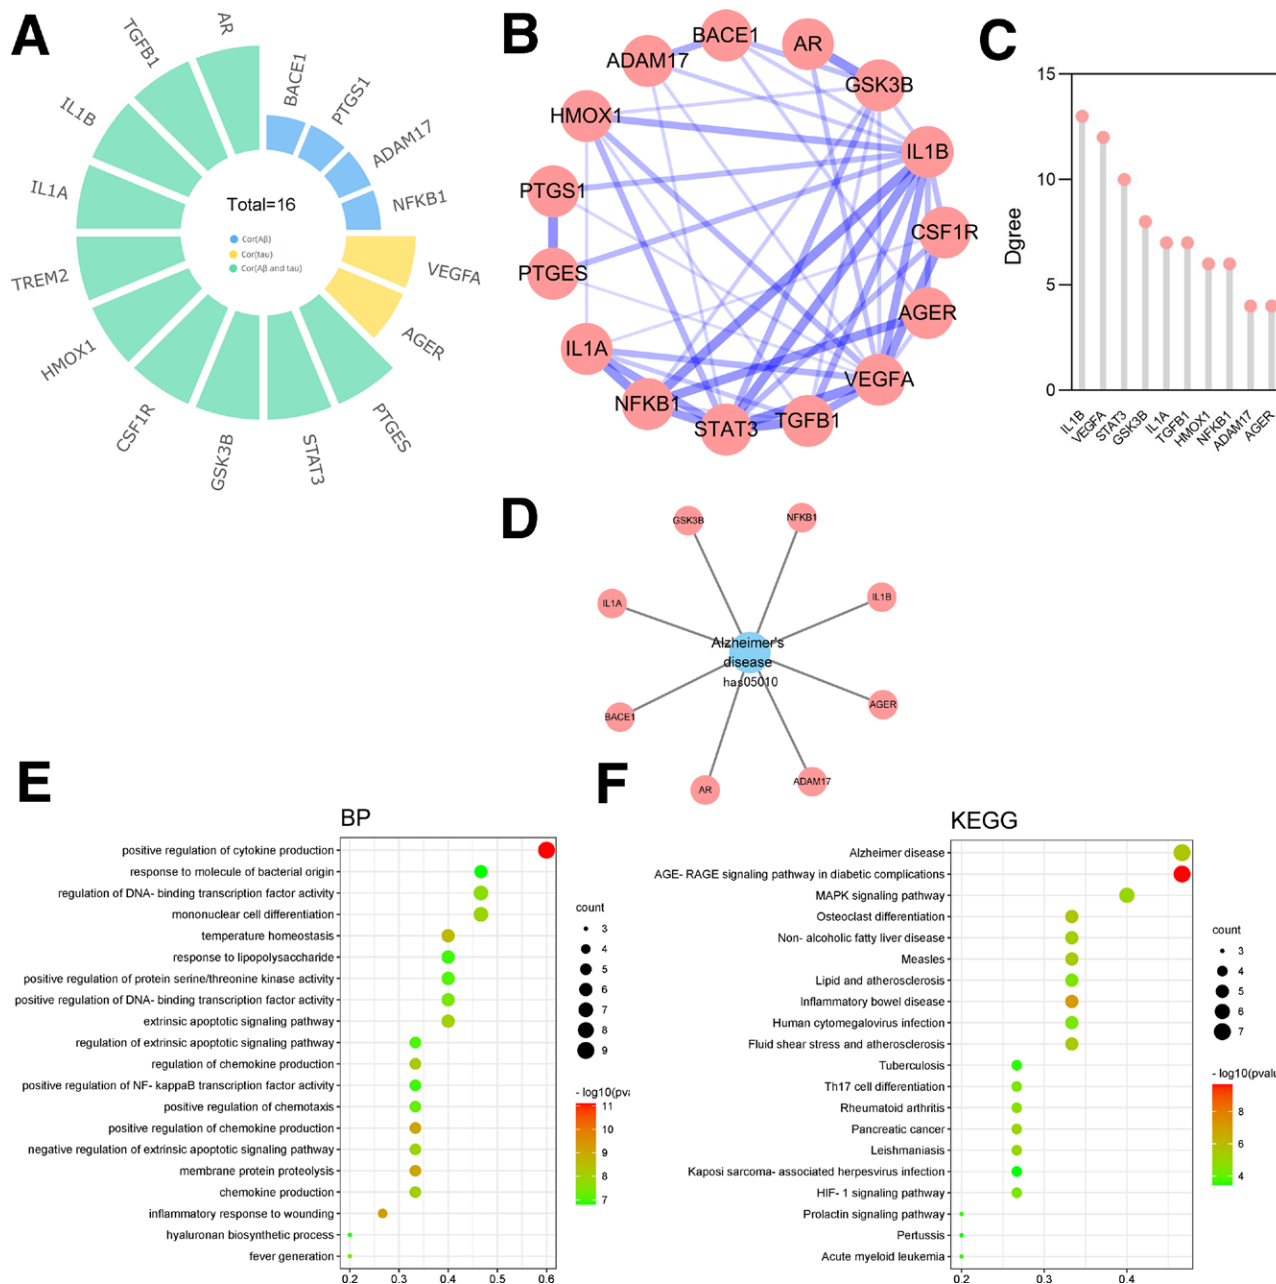 A
AR
TGFB1
IL1B
IL1A
TREM2
HMOX1
CSF1R
GSK3B
STAT3
PTGES
AGER
VEGFA
NFKB1
ADAM17
PTGS1
BACE1
Total=16
Cor(Aβ)
Cor(tau)
Cor(Aβ and tau)
B
BACE1
AR
ADAM17
GSK3B
HMOX1
IL1B
PTGS1
CSF1R
PTGES
AGER
IL1A
VEGFA
NFKB1
STAT3
TGFB1
C
Dgree
15
10
5
0
IL1B
VEGFA
STAT3
GSK3B
IL1A
TGFB1
HMOX1
NFKB1
ADAM17
AGER
D
GSK3B
NFKB1
IL1A
IL1B
Alzheimer's
disease
has05010
BACE1
AGER
AR
ADAM17
E
BP
positive regulation of cytokine production
response to molecule of bacterial origin
regulation of DNA- binding transcription factor activity
mononuclear cell differentiation
temperature homeostasis
response to lipopolysaccharide
positive regulation of protein serine/threonine kinase activity
positive regulation of DNA- binding transcription factor activity
extrinsic apoptotic signaling pathway
regulation of extrinsic apoptotic signaling pathway
regulation of chemokine production
positive regulation of NF- kappaB transcription factor activity
positive regulation of chemotaxis
positive regulation of chemokine production
negative regulation of extrinsic apoptotic signaling pathway
membrane protein proteolysis
chemokine production
inflammatory response to wounding
hyaluronan biosynthetic process
fever generation
0.2 0.3 0.4 0.5 0.6
count
3
4
5
6
7
8
9
- log10(pva
11
10
9
8
7
F
KEGG
Alzheimer disease
AGE- RAGE signaling pathway in diabetic complications
MAPK signaling pathway
Osteoclast differentiation
Non- alcoholic fatty liver disease
Measles
Lipid and atherosclerosis
Inflammatory bowel disease
Human cytomegalovirus infection
Fluid shear stress and atherosclerosis
Tuberculosis
Th17 cell differentiation
Rheumatoid arthritis
Pancreatic cancer
Leishmaniasis
Kaposi sarcoma- associated herpesvirus infection
HIF- 1 signaling pathway
Prolactin signaling pathway
Pertussis
Acute myeloid leukemia
0.2 0.3 0.4
count
3
4
5
6
7
- log10(pvalu
8
6
4